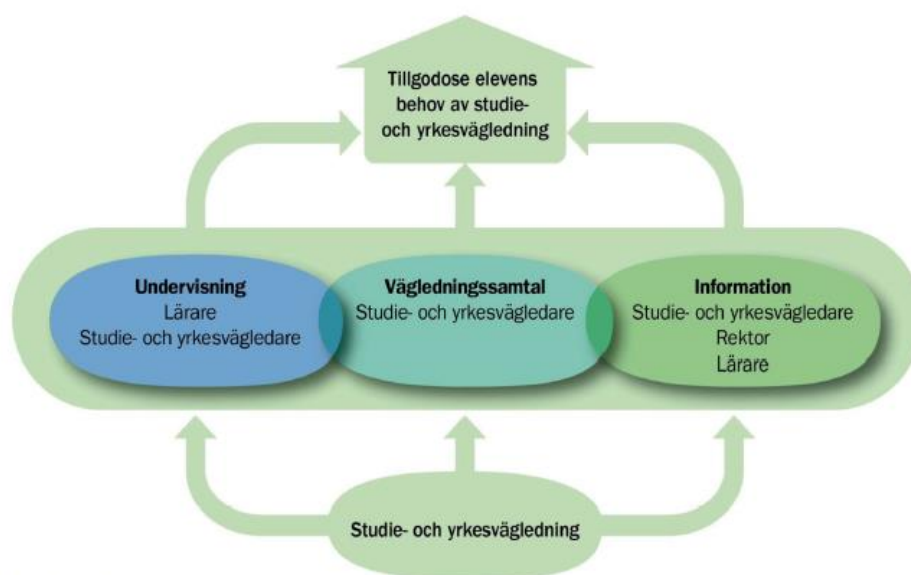 Tillgodose elevens
behov av studie-
och yrkesvägledning
Undervisning
Lärare
Studie- och yrkesvägledare
Vägledningssamtal
Studie- och yrkesvägledare
Information
Studie- och yrkesvägledare
Rektor
Lärare
Studie- och yrkesvägledning